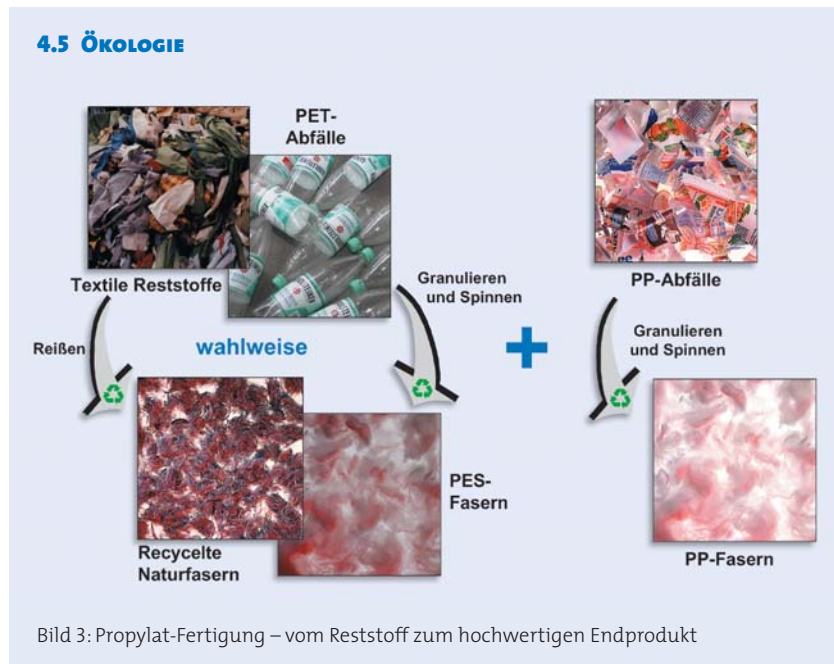 4.5 Ökologie
PET-
Abfälle
Textile Reststoffe
Granulieren
und Spinnen
PP-Abfälle
Reißen
wahlweise
+
Granulieren
und Spinnen
PES-
Fasern
Recycelte
Naturfasern
PP-Fasern
Bild 3: Propylat-Fertigung – vom Reststoff zum hochwertigen Endprodukt